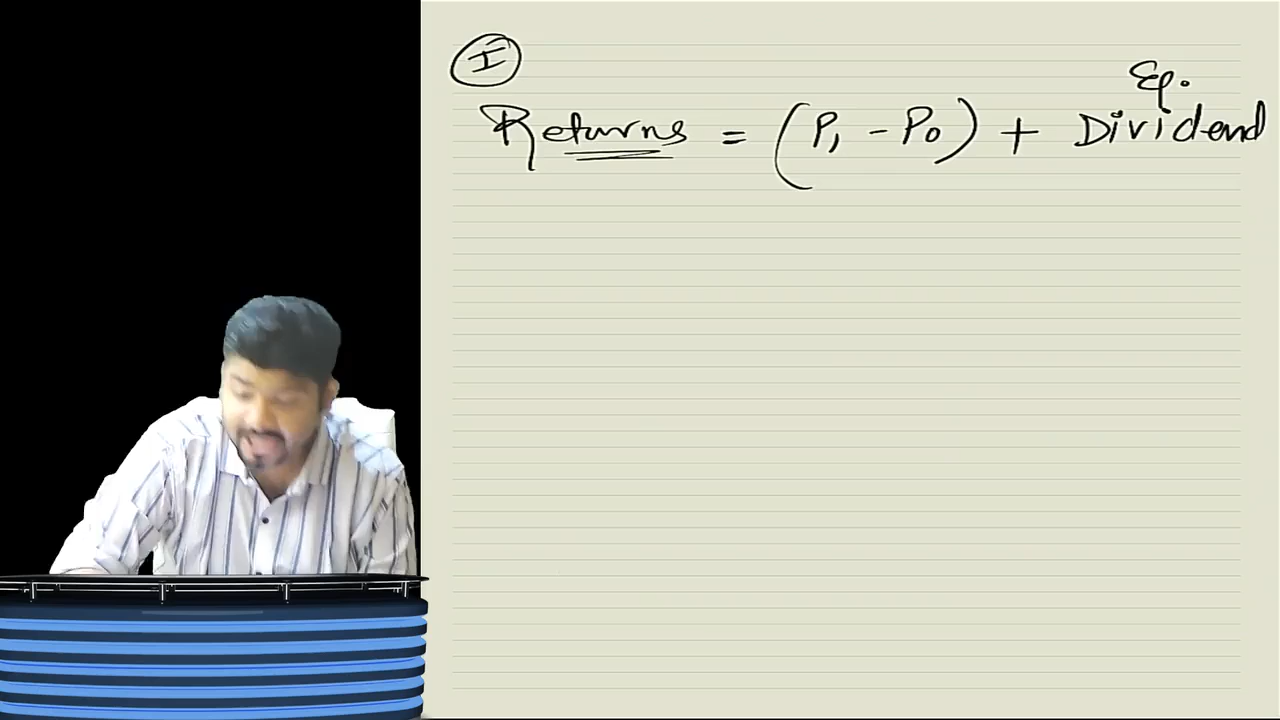 I
Eq.
Returns = (P₁ - P₀) + Dividend